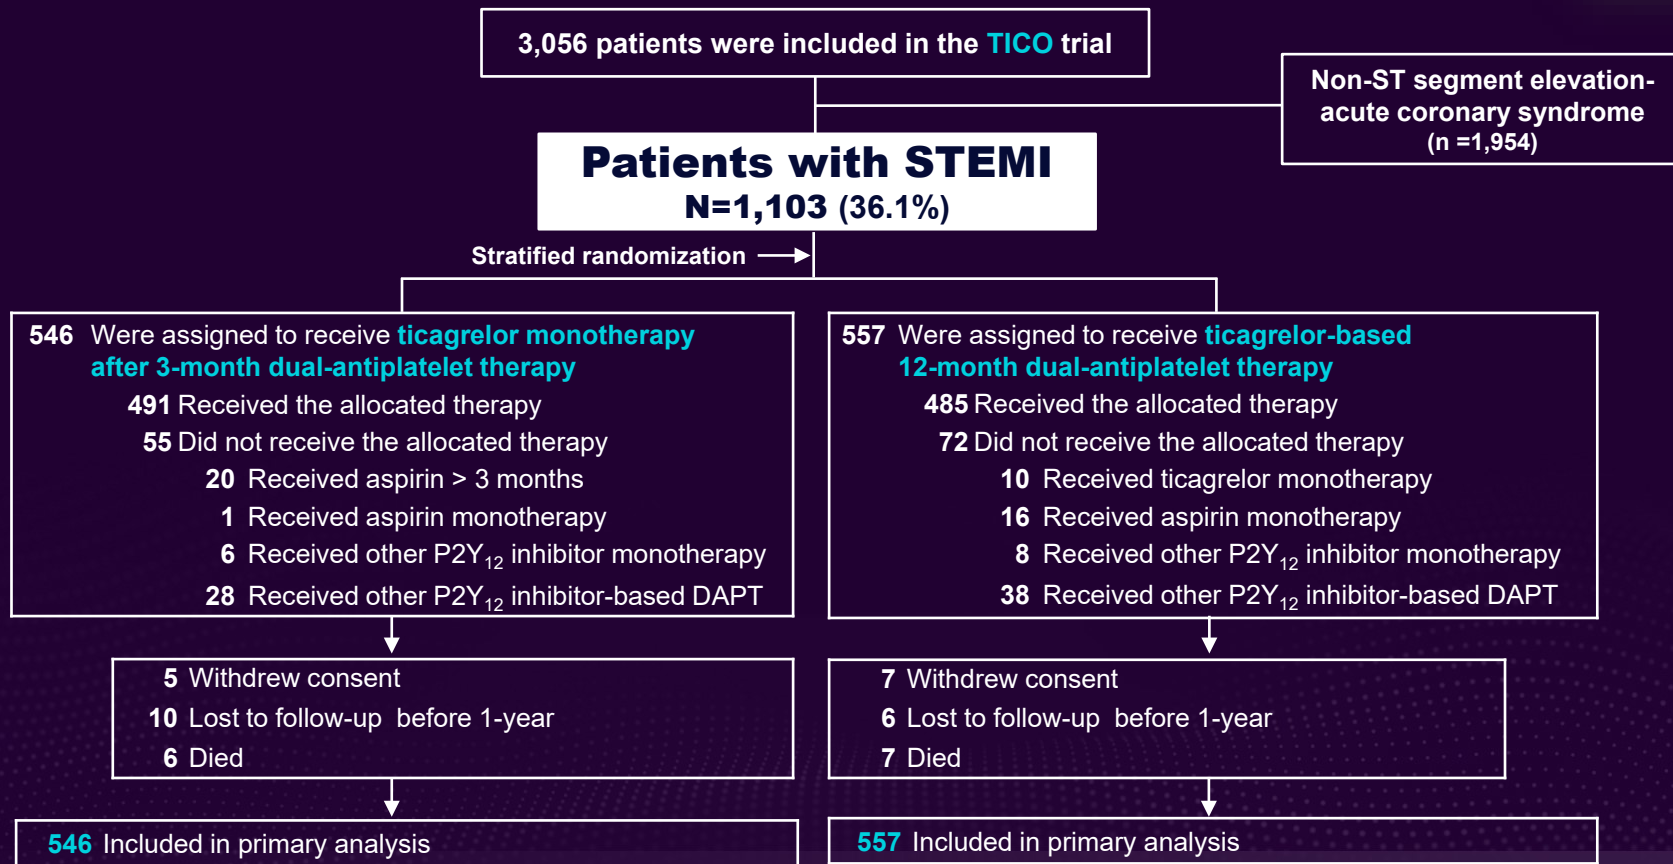 3,056 patients were included in the TICO trial
Non-ST segment elevation-
acute coronary syndrome
(n =1,954)
Patients with STEMI
N=1,103 (36.1%)
Stratified randomization
546 Were assigned to receive ticagrelor monotherapy
after 3-month dual-antiplatelet therapy
491 Received the allocated therapy
55 Did not receive the allocated therapy
20 Received aspirin > 3 months
1 Received aspirin monotherapy
6 Received other P2Y₁₂ inhibitor monotherapy
28 Received other P2Y₁₂ inhibitor-based DAPT
557 Were assigned to receive ticagrelor-based
12-month dual-antiplatelet therapy
485 Received the allocated therapy
72 Did not receive the allocated therapy
10 Received ticagrelor monotherapy
16 Received aspirin monotherapy
8 Received other P2Y₁₂ inhibitor monotherapy
38 Received other P2Y₁₂ inhibitor-based DAPT
5 Withdrew consent
10 Lost to follow-up before 1-year
6 Died
7 Withdrew consent
6 Lost to follow-up before 1-year
7 Died
546 Included in primary analysis
557 Included in primary analysis